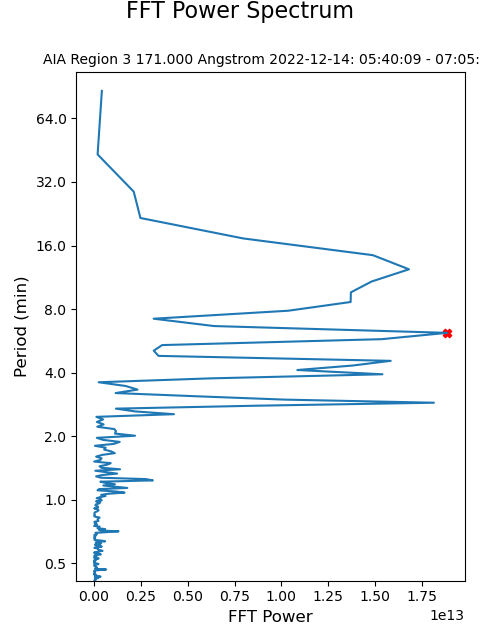 FFT Power Spectrum
AIA Region 3 171.000 Angstrom 2022-12-14: 05:40:09 - 07:05:
64.0
32.0
16.0
8.0
4.0
2.0
1.0
0.5
Period (min)
0.00 0.25 0.50 0.75 1.00 1.25 1.50 1.75
1e13
FFT Power